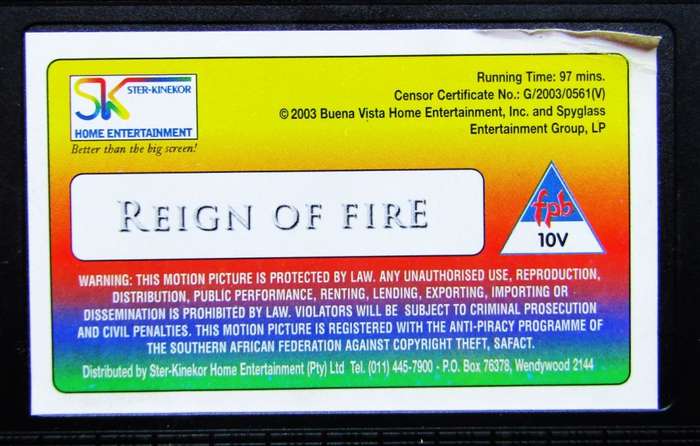 SK STER-KINEKOR
HOME ENTERTAINMENT
Better than the big screen!
Running Time: 97 mins.
Censor Certificate No.: G/2003/0561(V)
© 2003 Buena Vista Home Entertainment, Inc. and Spyglass
Entertainment Group, LP
REIGN OF FIRE
fpb
10V
WARNING: THIS MOTION PICTURE IS PROTECTED BY LAW. ANY UNAUTHORISED USE, REPRODUCTION,
DISTRIBUTION, PUBLIC PERFORMANCE, RENTING, LENDING, EXPORTING, IMPORTING OR
DISSEMINATION IS PROHIBITED BY LAW. VIOLATORS WILL BE SUBJECT TO CRIMINAL PROSECUTION
AND CIVIL PENALTIES. THIS MOTION PICTURE IS REGISTERED WITH THE ANTI-PIRACY PROGRAMME OF
THE SOUTHERN AFRICAN FEDERATION AGAINST COPYRIGHT THEFT, SAFACT.
Distributed by Ster-Kinekor Home Entertainment (Pty) Ltd Tel. (011) 445-7900 - P.O. Box 76378, Wendywood 2144